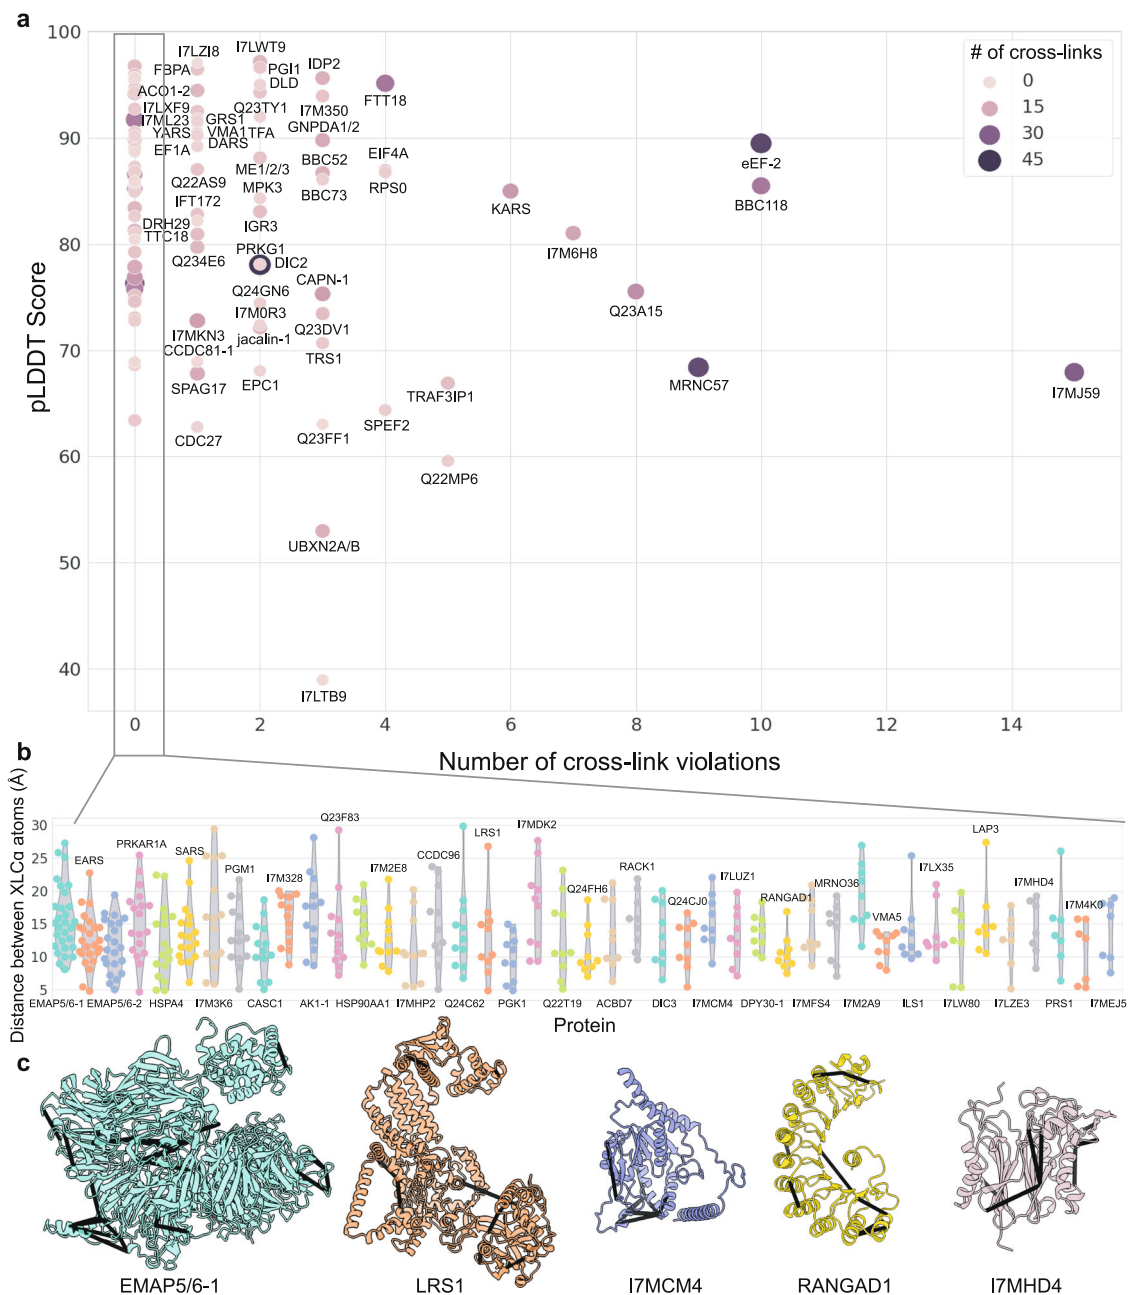 a
100
90
80
70
60
50
40
pLDDT Score
0
2
4
6
8
10
12
14
Number of cross-link violations
# of cross-links
0
15
30
45
I7LZI8
I7LWT9
FBPA
PGI1
IDP2
DLD
ACO1-2
FTT18
I7LXF9
Q23TY1
I7M350
I7ML23
GRS1
GNPDA1/2
YARS
VMA1
TFA
DARS
EF1A
EIF4A
eEF-2
BBC52
ME1/2/3
Q22AS9
MPK3
BBC73
RPS0
IFT172
KARS
BBC118
DRH29
IGR3
TTC18
PRKG1
I7M6H8
Q234E6
DIC2
CAPN-1
Q24GN6
I7M0R3
Q23A15
I7MKN3
jacalin-1
Q23DV1
CCDC81-1
TRS1
SPAG17
EPC1
TRAF3IP1
MRNC57
I7MJ59
CDC27
Q23FF1
SPEF2
Q22MP6
UBXN2A/B
I7LTB9
b
Distance between XLCα atoms (Å)
30
25
20
15
10
5
EARS
PRKAR1A
SARS
PGM1
I7M328
Q23F83
I7M2E8
CCDC96
LRS1
I7MDK2
Q24FH6
RACK1
Q24CJ0
I7LUZ1
RANGAD1
MRNO36
VMA5
I7LX35
LAP3
I7MHD4
I7M4K0
EMAP5/6-1
EMAP5/6-2
HSPA4
I7M3K6
CASC1
AK1-1
HSP90AA1
I7MHP2
Q24C62
PGK1
Q22T19
ACBD7
DIC3
I7MCM4
DPY30-1
I7MFS4
I7M2A9
ILS1
I7LW80
I7LZE3
PRS1
I7MEJ5
Protein
c
EMAP5/6-1
LRS1
I7MCM4
RANGAD1
I7MHD4